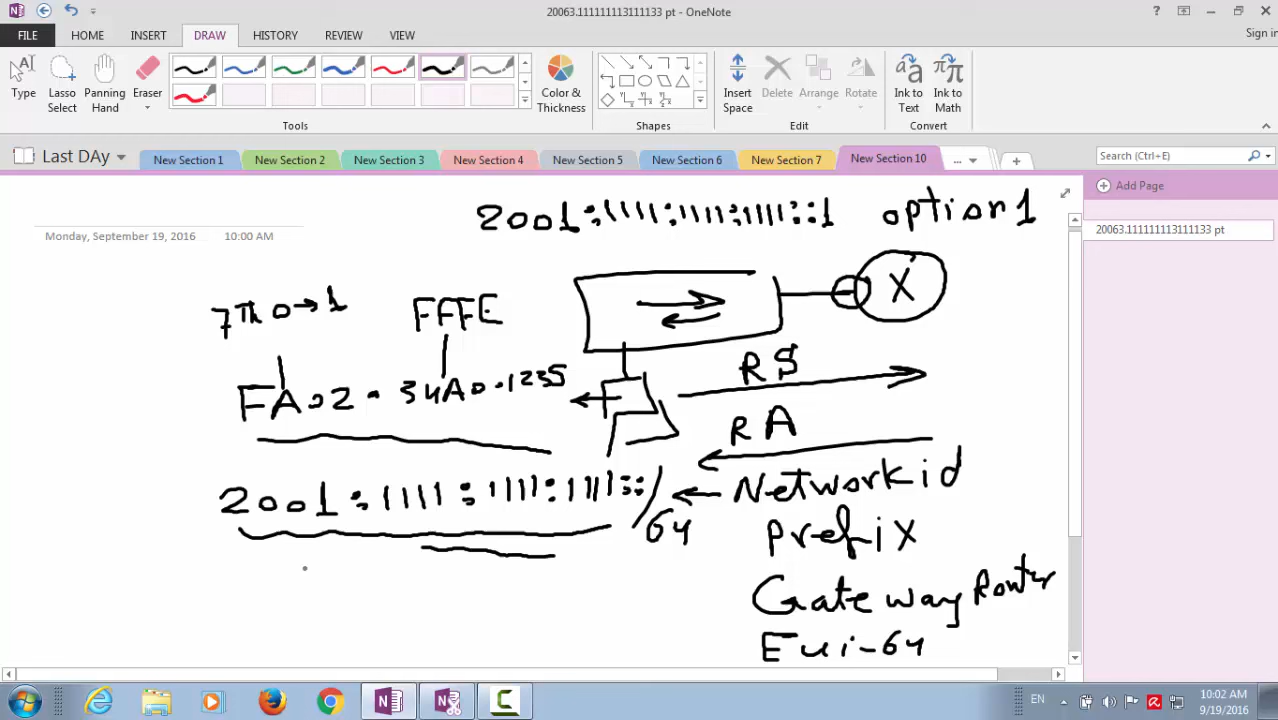 20063.111111113111133 pt - OneNote
Sign in
FILE HOME INSERT DRAW HISTORY REVIEW VIEW
Type
Lasso Select
Panning Hand
Eraser
Color & Thickness
Insert Space
Delete
Arrange
Rotate
Ink to Text
Ink to Math
Tools
Shapes
Edit
Convert
Last DAy
New Section 1
New Section 2
New Section 3
New Section 4
New Section 5
New Section 6
New Section 7
New Section 10
...
Search (Ctrl+E)
Add Page
20063.111111113111133 pt
Monday, September 19, 2016 10:00 AM
2001:1111:1111:1111::1 option 1
X
7th 0→1
FFFE
FA02.34A0.1235
RS
RA
2001:1111:1111:1111::/64
Network id
Prefix
Gateway Router
Eui-64
EN
10:02 AM
9/19/2016